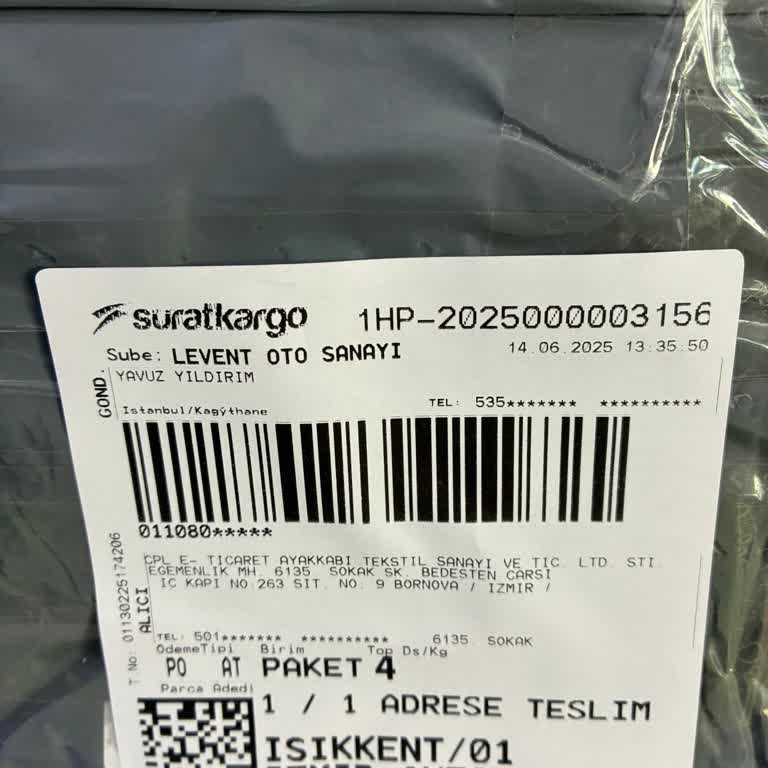 suratkargo 1HP-2025000003156
Sube: LEVENT OTO SANAYI 14.06.2025 13:35.50
GOND.
YAVUZ YILDIRIM
TEL: 535******* **********
Istanbul/Kagýthane
011080*****
T No: 01130225174206
ALICI
CPL E- TICARET AYAKKABI TEKSTIL SANAYI VE TIC. LTD. STI.
EGEMENLIK MH. 6135 SOKAK SK. BEDESTEN CARSI
IC KAPI NO.263 SIT. NO. 9 BORNOVA / IZMIR /
TEL: 501******* ********** 6135 SOKAK
OdemeTipi Birim Top Ds/Kg
PO AT PAKET 4
Parca Adedi
1 / 1 ADRESE TESLIM
ISIKKENT/01